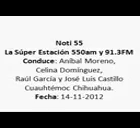 Noti 55
La Súper Estación 550am y 91.3FM
Conduce: Aníbal Moreno,
Celina Domínguez,
Raúl García y José Luis Castillo
Cuauhtémoc Chihuahua.
Fecha: 14-11-2012